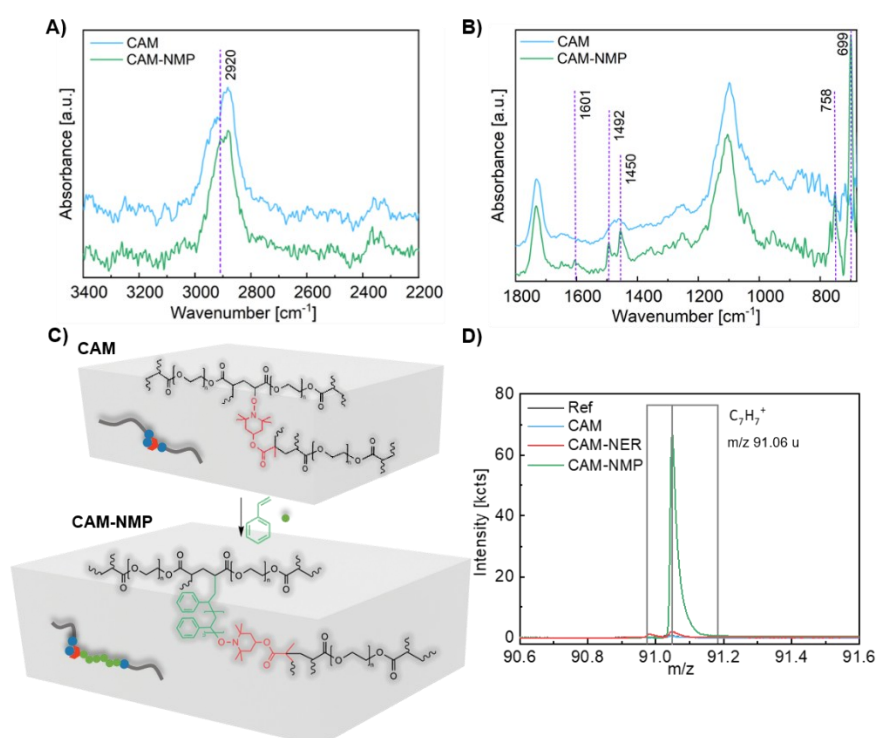 A)
CAM
CAM-NMP
2920
Absorbance [a.u.]
3400 3200 3000 2800 2600 2400 2200
Wavenumber [cm⁻¹]
B)
CAM
CAM-NMP
1601
1492
1450
758
699
Absorbance [a.u.]
1800 1600 1400 1200 1000 800
Wavenumber [cm⁻¹]
C)
CAM
O O O O n O O O O n O O
O
N
O
O O O n O O
CAM-NMP
O O O O n O O O O n O O
O-N O
O O O n O O
D)
Ref
CAM
CAM-NER
CAM-NMP
C₇H₇⁺
m/z 91.06 u
Intensity [kcts]
80
60
40
20
0
90.6 90.8 91.0 91.2 91.4 91.6
m/z